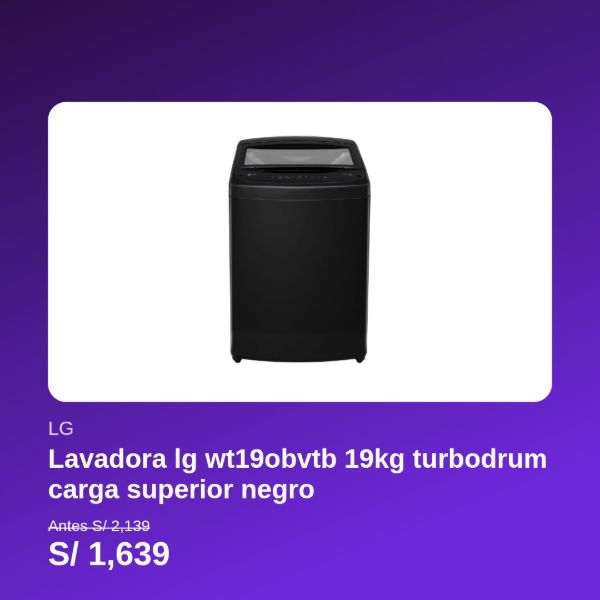 LG
Lavadora lg wt19obvtb 19kg turbodrum
carga superior negro
Antes S/ 2,139
S/ 1,639